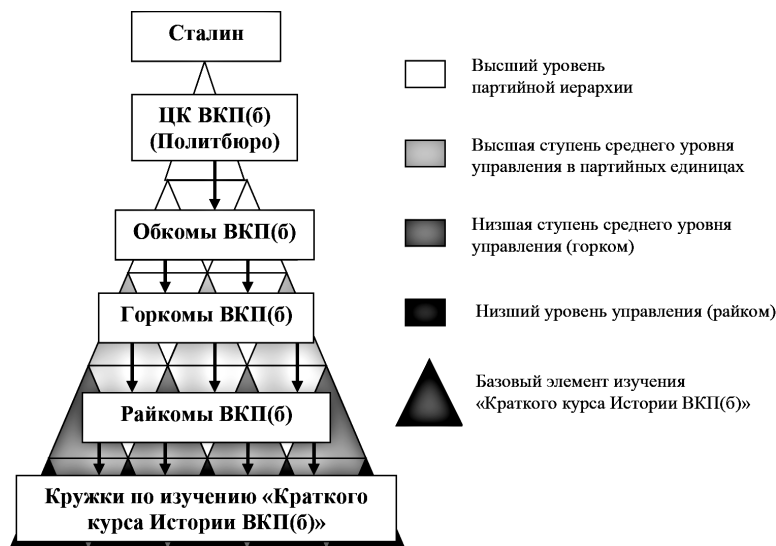 Сталин
ЦК ВКП(б)
(Политбюро)
Обкомы ВКП(б)
Горкомы ВКП(б)
Райкомы ВКП(б)
Кружки по изучению «Краткого
курса Истории ВКП(б)»
Высший уровень
партийной иерархии
Высшая ступень среднего уровня
управления в партийных единицах
Низшая ступень среднего уровня
управления (горком)
Низший уровень управления (райком)
Базовый элемент изучения
«Краткого курса Истории ВКП(б)»